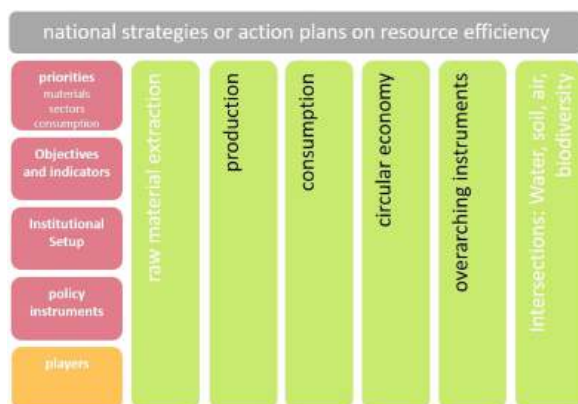 national strategies or action plans on resource efficiency
priorities
materials
sectors
consumption
Objectives
and indicators
Institutional
Setup
policy
instruments
players
raw material extraction
production
consumption
circular economy
overarching instruments
Intersections: Water, soil, air,
biodiversity